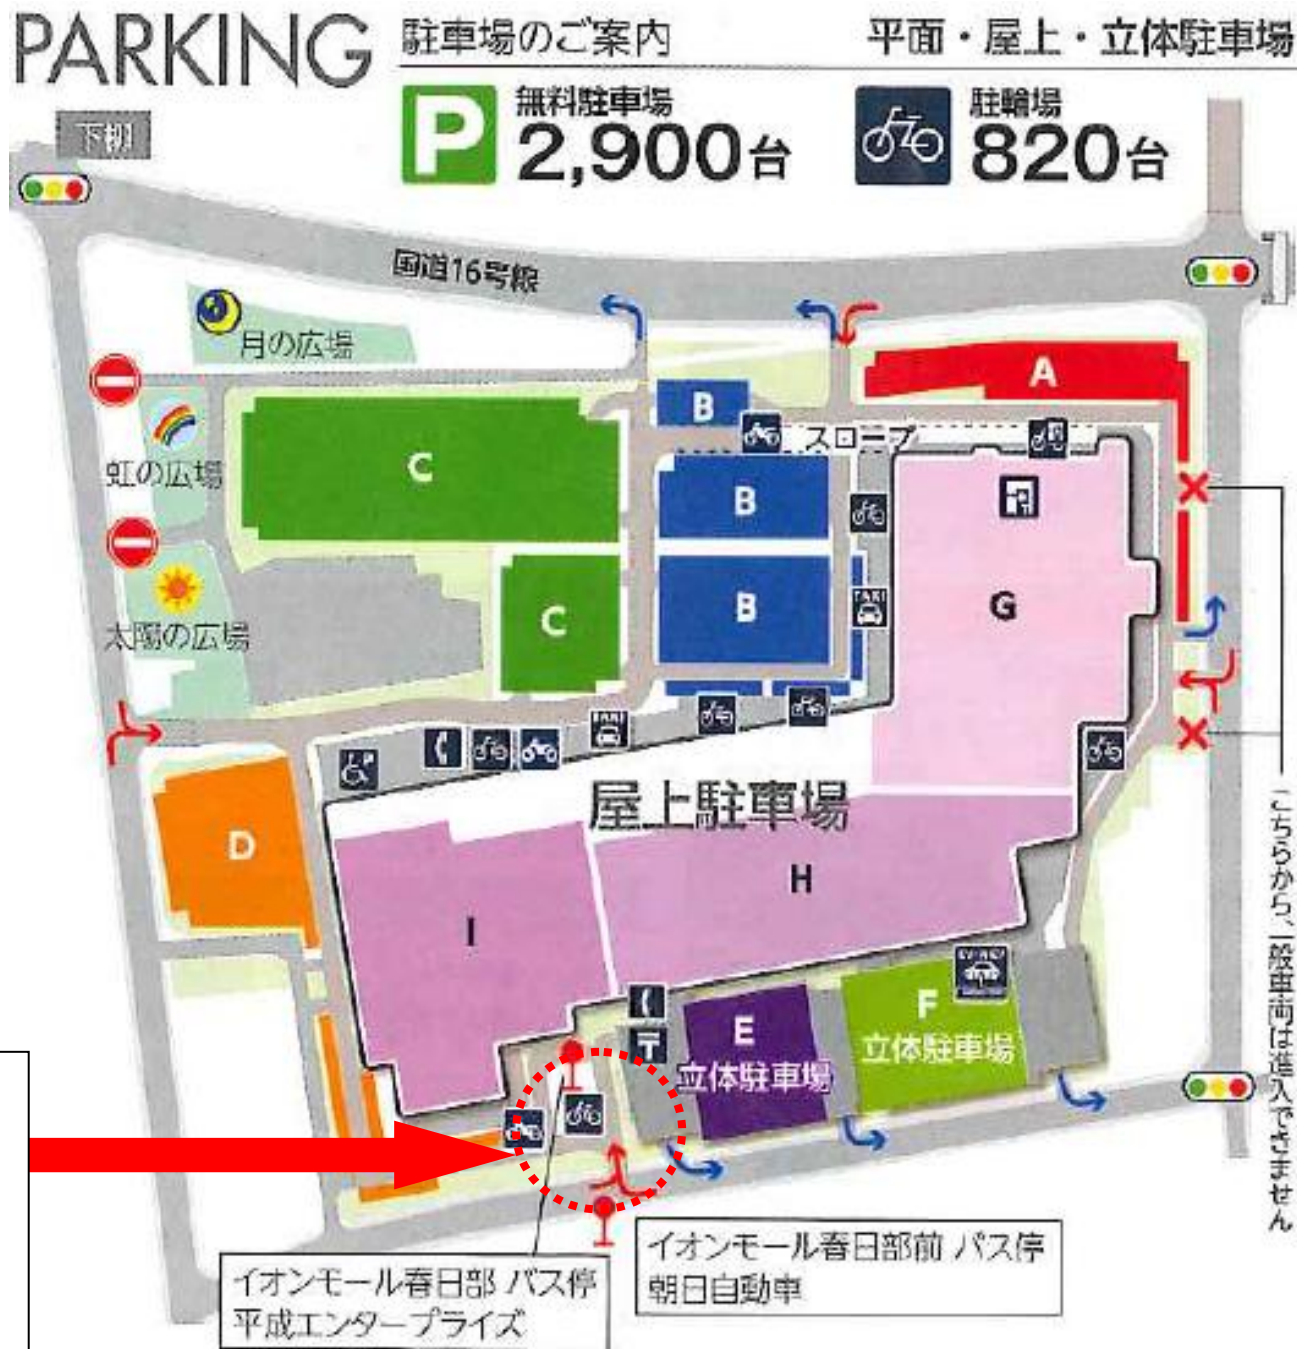 PARKING
駐車場のご案内
平面・屋上・立体駐車場
P
無料駐車場
2,900台
駐輪場
820台
下柳
国道16号線
月の広場
虹の広場
太陽の広場
A
B
スロープ
C
B
C
B
TAXI
G
TAXI
屋上駐車場
D
H
I
こちらから、一般車両は進入できません
F
立体駐車場
E
立体駐車場
〒
イオンモール春日部 バス停
平成エンタープライズ
イオンモール春日部前 バス停
朝日自動車